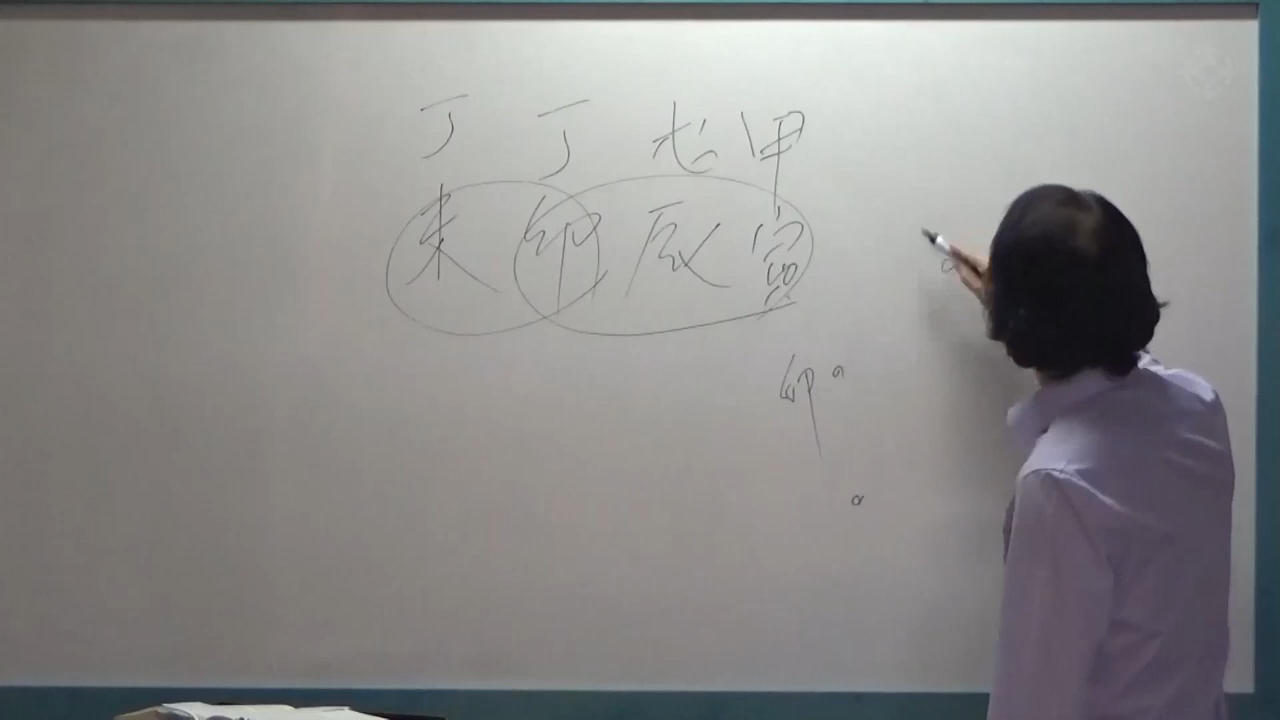 丁 丁 戊 甲
未 卯 辰 寅
卯